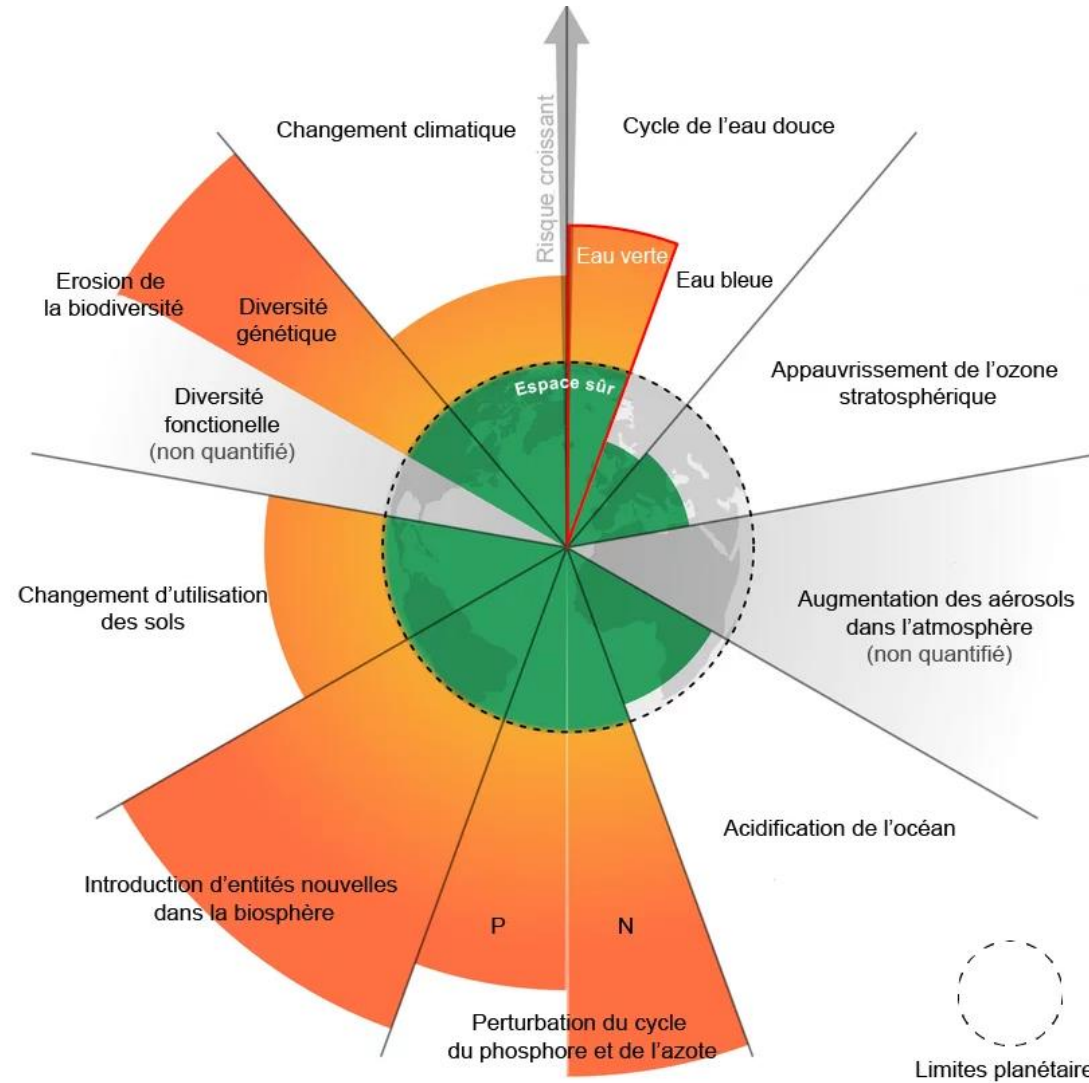 Changement climatique
Cycle de l'eau douce
Risque croissant
Eau verte
Eau bleue
Erosion de
la biodiversité
Diversité
génétique
Espace sûr
Appauvrissement de l'ozone
stratosphérique
Diversité
fonctionelle
(non quantifié)
Changement d'utilisation
des sols
Augmentation des aérosols
dans l'atmosphère
(non quantifié)
Acidification de l'océan
Introduction d'entités nouvelles
dans la biosphère
P
N
Perturbation du cycle
du phosphore et de l'azote
Limites planétaire